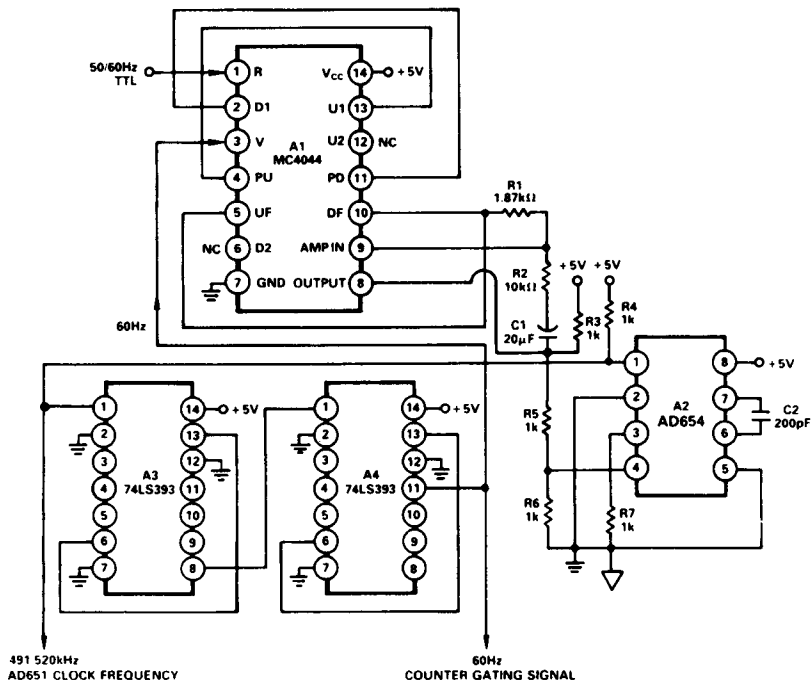 50/60Hz
TTL
1 R
2 D1
3 V
4 PU
5 UF
NC 6 D2
7 GND
A1
MC4044
VCC 14 +5V
U1 13
U2 12 NC
PD 11
DF 10
AMP IN 9
OUTPUT 8
R1
1.87kΩ
R2
10kΩ
C1
20µF
+5V
R3
1k
+5V
R4
1k
R5
1k
R6
1k
R7
1k
60Hz
1
2
3
4
A2
AD654
8 +5V
7
6
5
C2
200pF
1
2
3
4
5
6
7
A3
74LS393
14 +5V
13
12
11
10
9
8
1
2
3
4
5
6
7
A4
74LS393
14 +5V
13
12
11
10
9
8
491 520kHz
AD651 CLOCK FREQUENCY
60Hz
COUNTER GATING SIGNAL